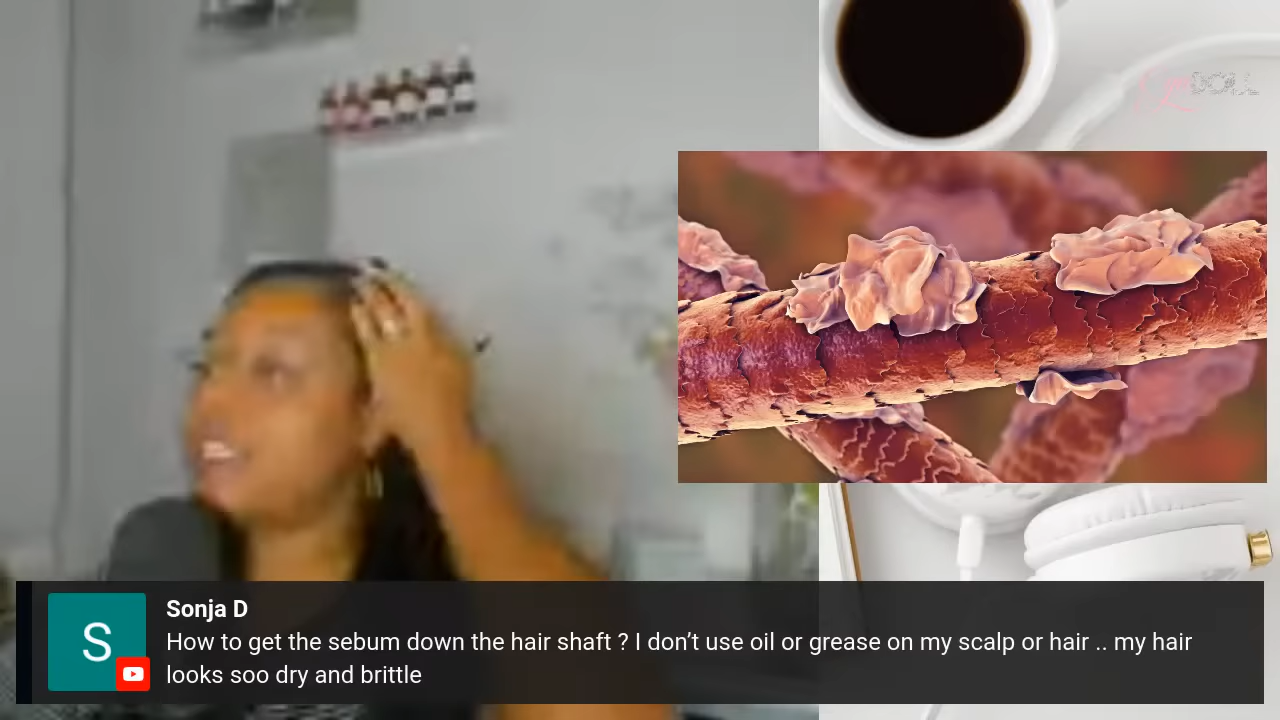 Sonja D
How to get the sebum down the hair shaft ? I don’t use oil or grease on my scalp or hair .. my hair
looks soo dry and brittle
S